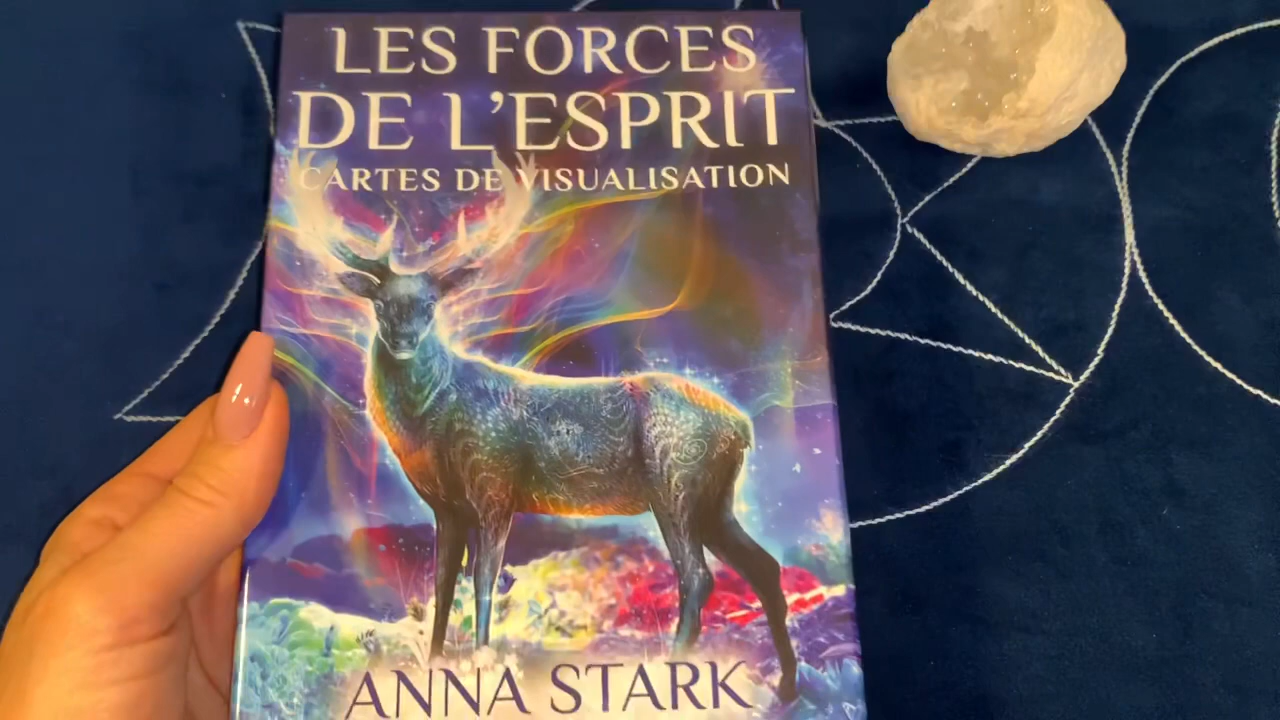 LES FORCES
DE L'ESPRIT
CARTES DE VISUALISATION
ANNA STARK